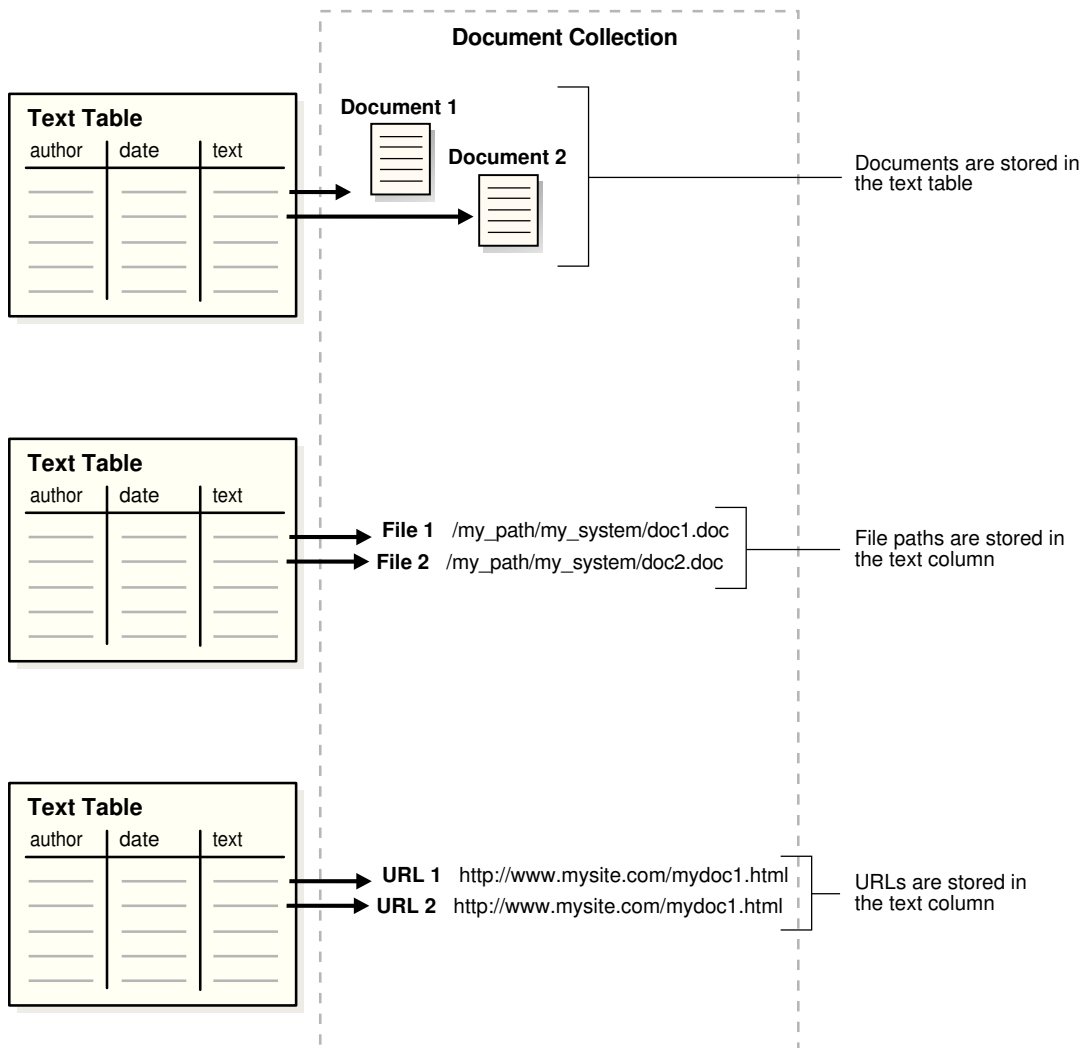 Document Collection
Text Table
author date text
Document 1
Document 2
Documents are stored in
the text table
Text Table
author date text
File 1 /my_path/my_system/doc1.doc
File 2 /my_path/my_system/doc2.doc
File paths are stored in
the text column
Text Table
author date text
URL 1 http://www.mysite.com/mydoc1.html
URL 2 http://www.mysite.com/mydoc1.html
URLs are stored in
the text column